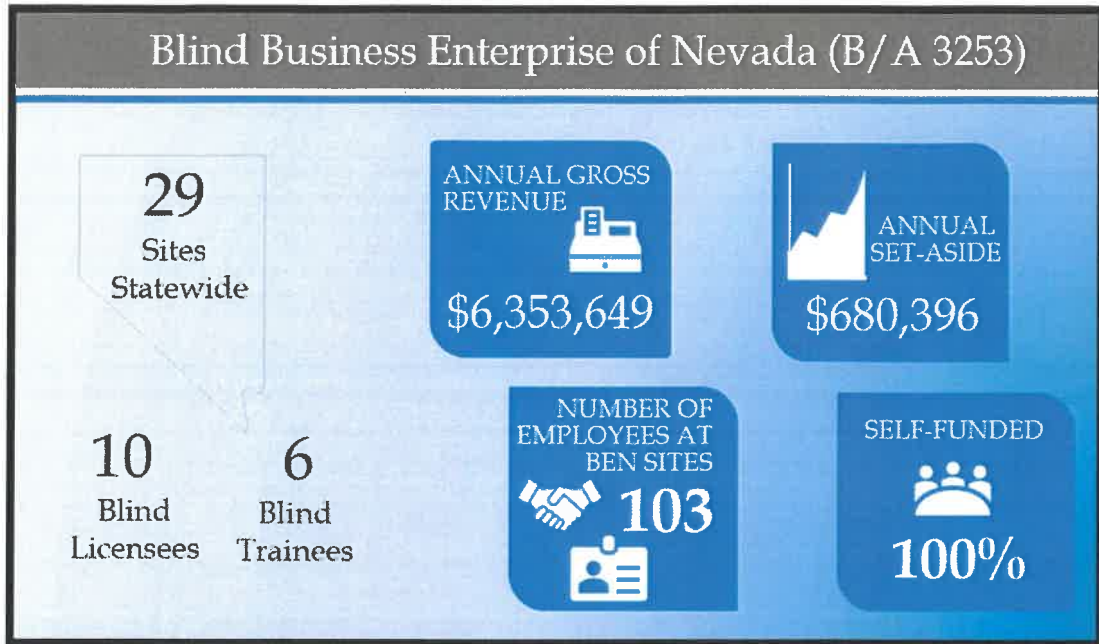 Blind Business Enterprise of Nevada (B/A 3253)
29
Sites
Statewide
10
Blind
Licensees
6
Blind
Trainees
ANNUAL GROSS
REVENUE
$6,353,649
ANNUAL
SET-ASIDE
$680,396
NUMBER OF
EMPLOYEES AT
BEN SITES
103
SELF-FUNDED
100%